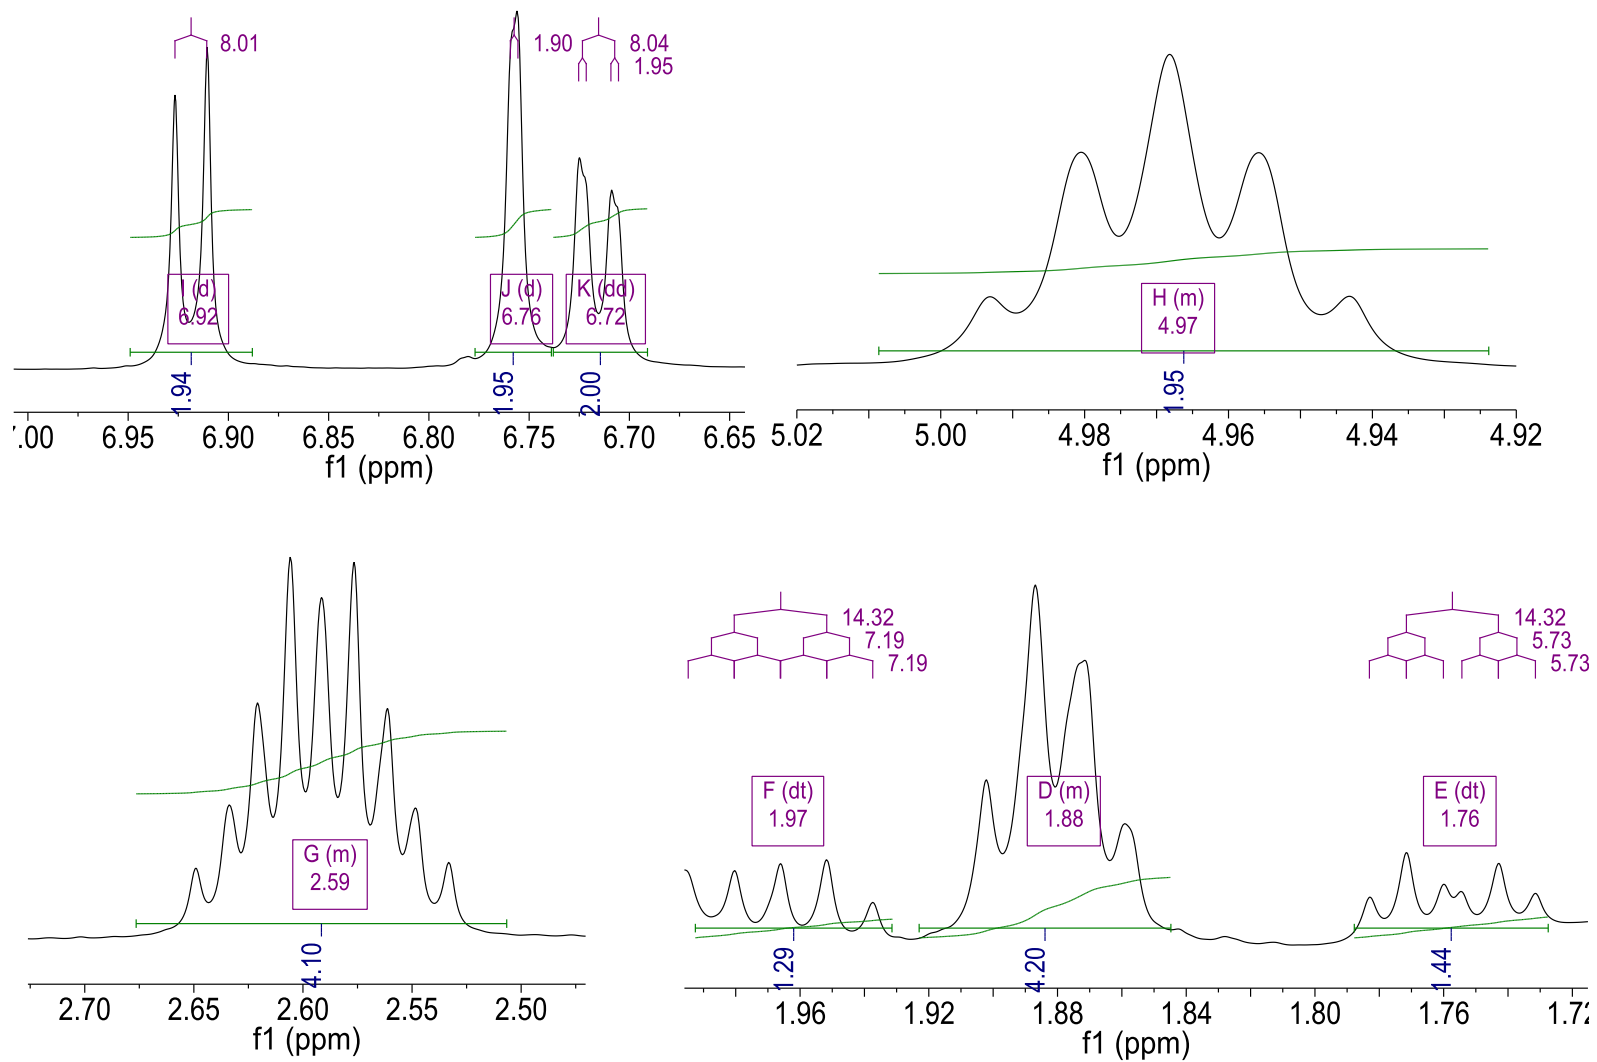 8.01
1.90
8.04
1.95
I (d)
6.92
J (d)
6.76
K (dd)
6.72
1.94
1.95
2.00
.00 6.95 6.90 6.85 6.80 6.75 6.70 6.65
f1 (ppm)
H (m)
4.97
1.95
5.02 5.00 4.98 4.96 4.94 4.92
f1 (ppm)
G (m)
2.59
4.10
2.70 2.65 2.60 2.55 2.50
f1 (ppm)
14.32
7.19
7.19
14.32
5.73
5.73
F (dt)
1.97
D (m)
1.88
E (dt)
1.76
1.29
4.20
1.44
1.96 1.92 1.88 1.84 1.80 1.76 1.72
f1 (ppm)